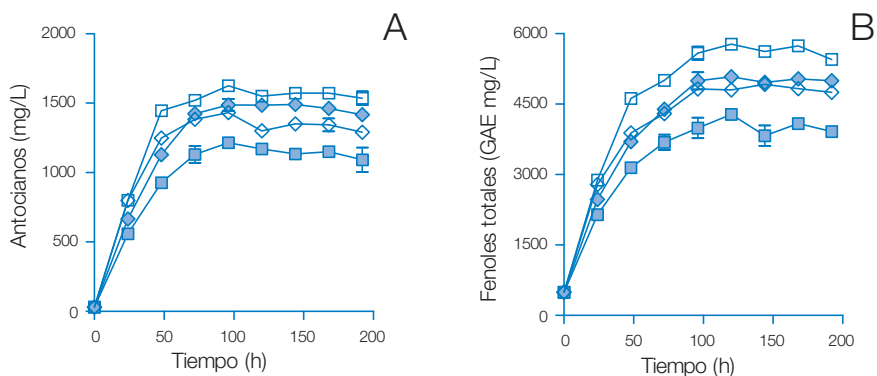 A
2000
1500
1000
500
0
Antocianos (mg/L)
0 50 100 150 200
Tiempo (h)
B
6000
4500
3000
1500
0
Fenoles totales (GAE mg/L)
0 50 100 150 200
Tiempo (h)